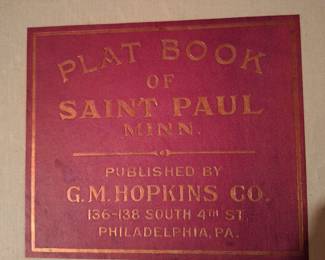 PLAT BOOK
OF
SAINT PAUL
MINN.
PUBLISHED BY
G.M. HOPKINS CO.
136-138 SOUTH 4TH ST.
PHILADELPHIA, PA.